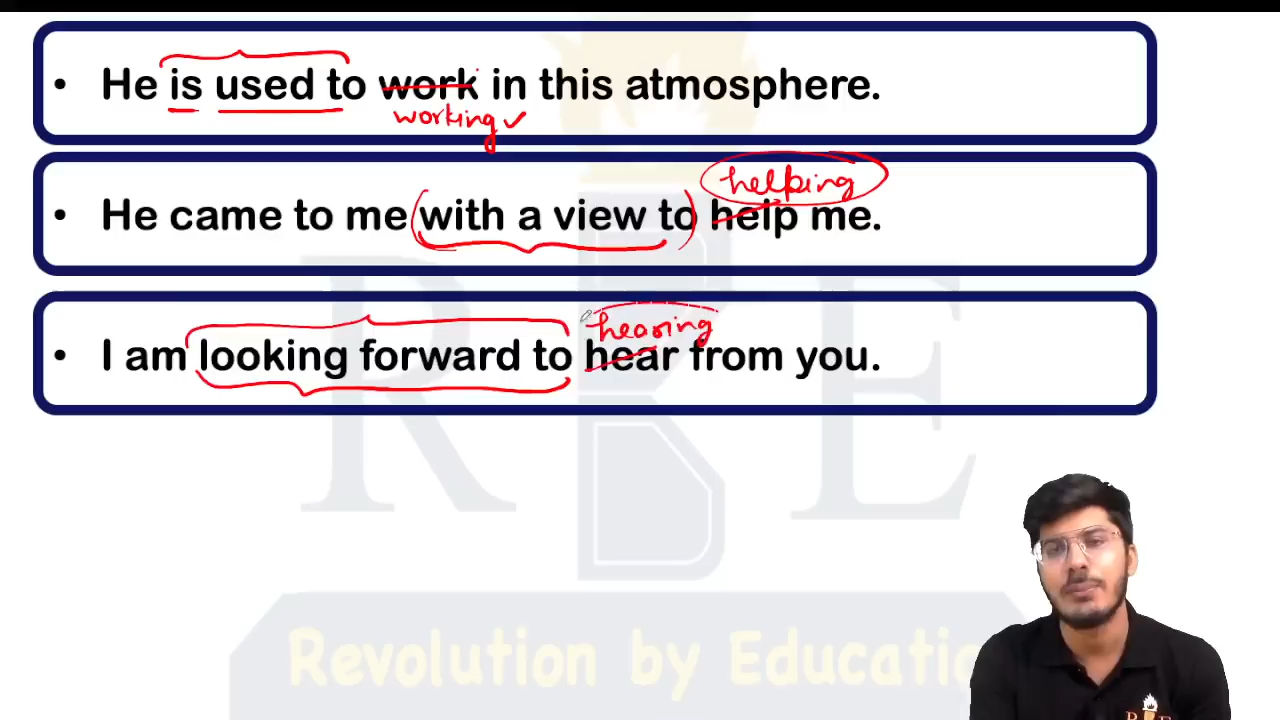 • He is used to work in this atmosphere.
working ✓
helping
• He came to me (with a view to) help me.
hearing
• I am looking forward to hear from you.
R B E
Revolution by Educatio
R E